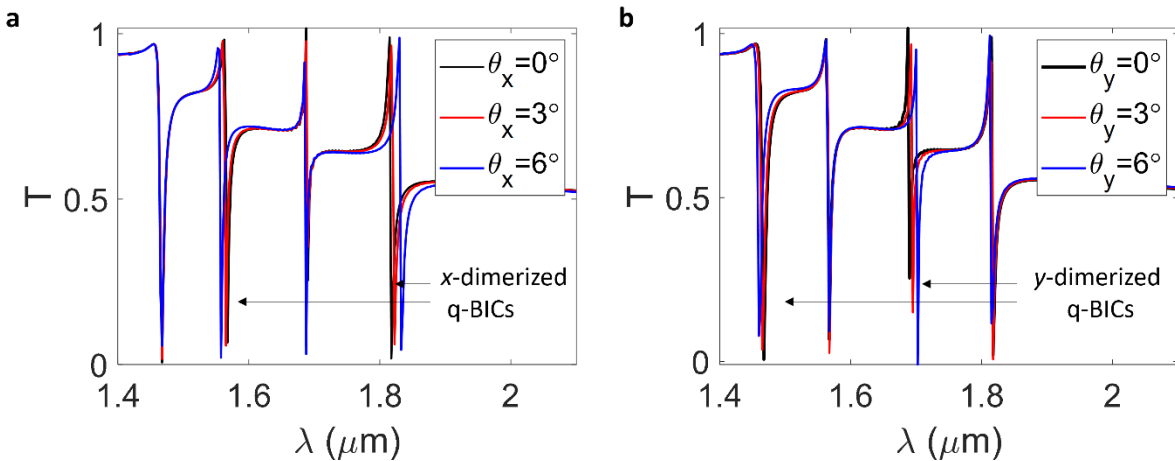 a
1
0.5
0
T
θx=0°
θx=3°
θx=6°
x-dimerized
q-BICs
1.4
1.6
1.8
2
λ (μm)
b
1
0.5
0
T
θy=0°
θy=3°
θy=6°
y-dimerized
q-BICs
1.4
1.6
1.8
2
λ (μm)